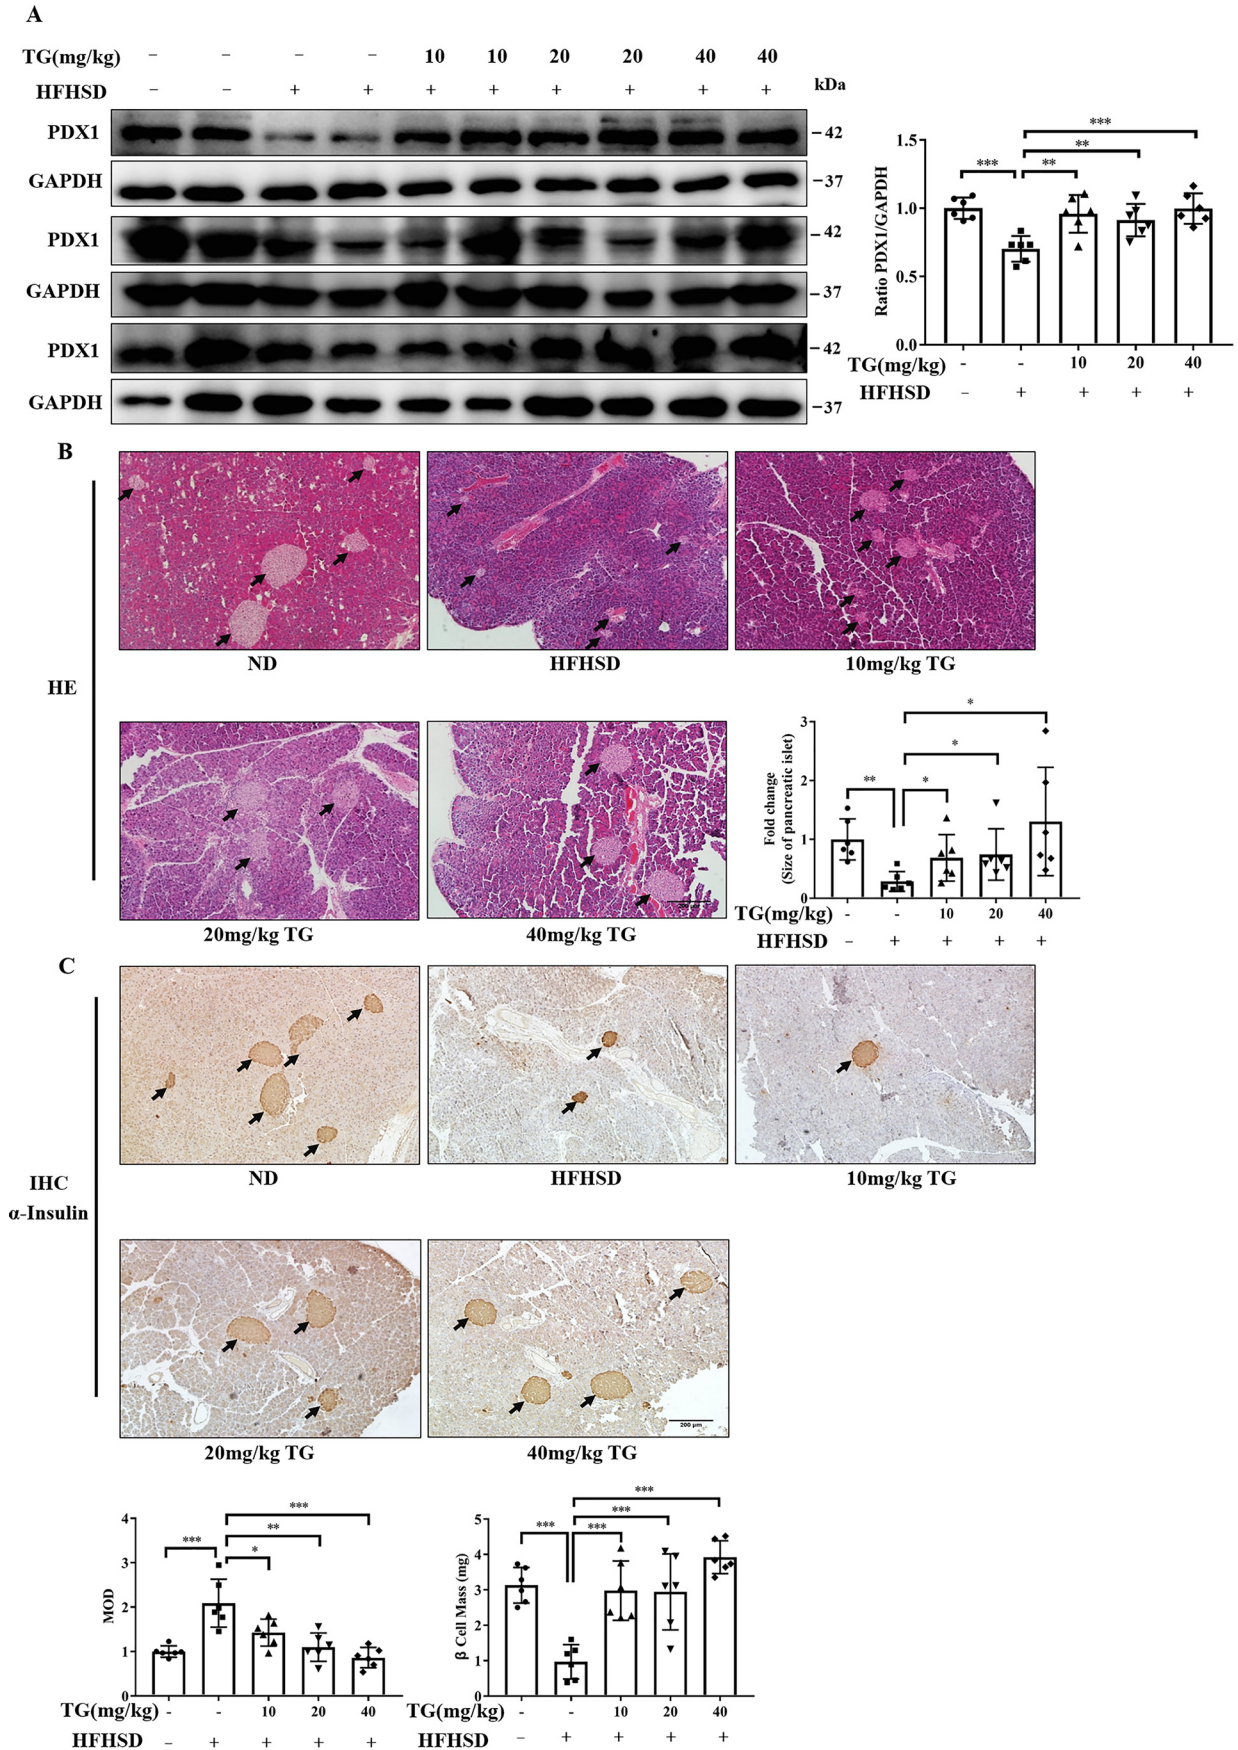 A
TG(mg/kg) – – – – 10 10 20 20 40 40
HFHSD – – + + + + + + + + kDa
PDX1 –42
GAPDH –37
PDX1 –42
GAPDH –37
PDX1 –42
GAPDH –37
Ratio PDX1/GAPDH
1.5
1.0
0.5
0.0
*** ** ** ***
TG(mg/kg) - - 10 20 40
HFHSD – + + + +
B
HE
ND HFHSD 10mg/kg TG
20mg/kg TG 40mg/kg TG
200 μm
Fold change
(Size of pancreatic islet)
3
2
1
0
** * * *
TG(mg/kg) - - 10 20 40
HFHSD – + + + +
C
IHC
α-Insulin
ND HFHSD 10mg/kg TG
20mg/kg TG 40mg/kg TG
200 μm
MOD
4
3
2
1
0
*** * ** ***
TG(mg/kg) - - 10 20 40
HFHSD – + + + +
β Cell Mass (mg)
5
4
3
2
1
0
*** *** *** ***
TG(mg/kg) - - 10 20 40
HFHSD – + + + +